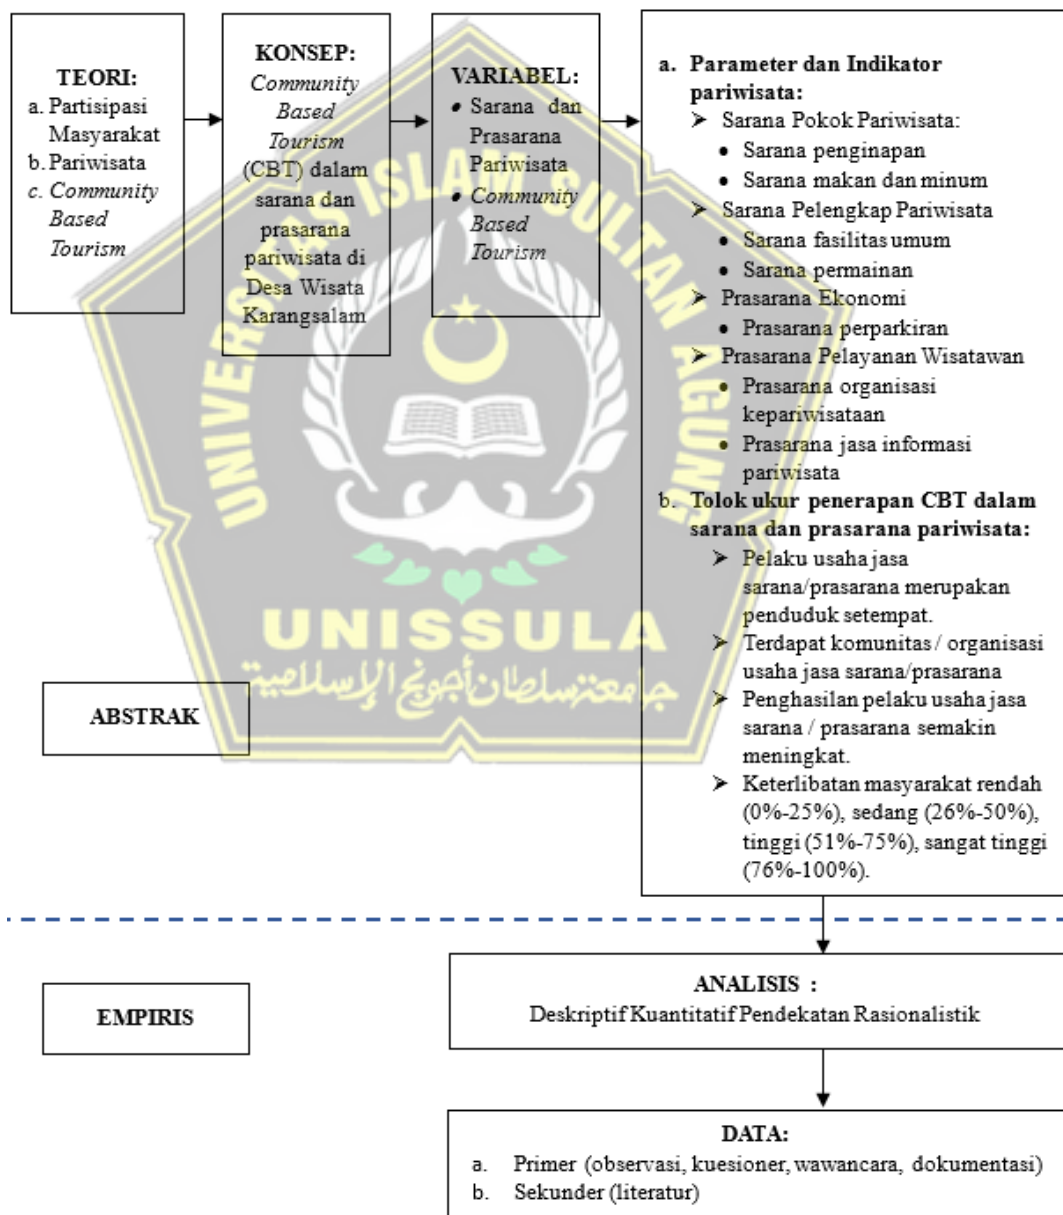 TEORI:
a. Partisipasi
Masyarakat
b. Pariwisata
c. Community
Based
Tourism
KONSEP:
Community
Based
Tourism
(CBT) dalam
sarana dan
prasarana
pariwisata di
Desa Wisata
Karangsalam
VARIABEL:
• Sarana dan
Prasarana
Pariwisata
• Community
Based
Tourism
a. Parameter dan Indikator
pariwisata:
➢ Sarana Pokok Pariwisata:
• Sarana penginapan
• Sarana makan dan minum
➢ Sarana Pelengkap Pariwisata
• Sarana fasilitas umum
• Sarana permainan
➢ Prasarana Ekonomi
• Prasarana perparkiran
➢ Prasarana Pelayanan Wisatawan
• Prasarana organisasi
kepariwisataan
• Prasarana jasa informasi
pariwisata
b. Tolok ukur penerapan CBT dalam
sarana dan prasarana pariwisata:
➢ Pelaku usaha jasa
sarana/prasarana merupakan
penduduk setempat.
➢ Terdapat komunitas / organisasi
usaha jasa sarana/prasarana
➢ Penghasilan pelaku usaha jasa
sarana / prasarana semakin
meningkat.
➢ Keterlibatan masyarakat rendah
(0%-25%), sedang (26%-50%),
tinggi (51%-75%), sangat tinggi
(76%-100%).
UNIVERSITAS ISLAM SULTAN AGUNG
UNISSULA
جامعة سلطان أجونج الإسلامية
ABSTRAK
EMPIRIS
ANALISIS :
Deskriptif Kuantitatif Pendekatan Rasionalistik
DATA:
a. Primer (observasi, kuesioner, wawancara, dokumentasi)
b. Sekunder (literatur)